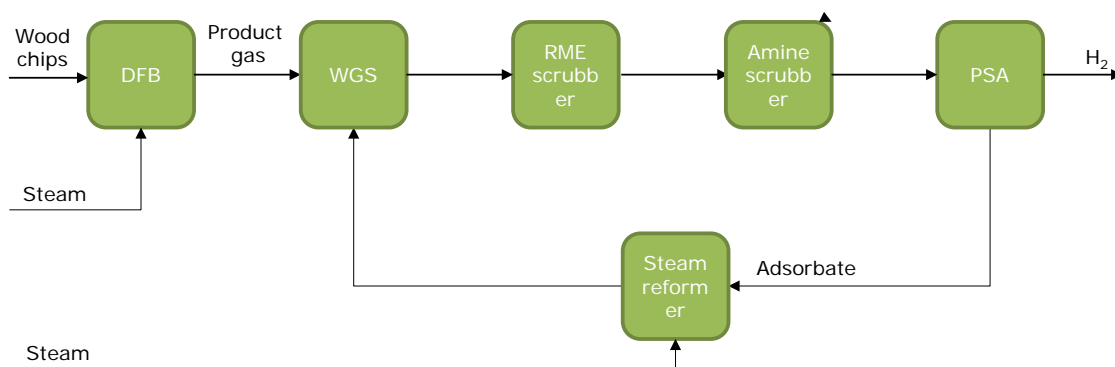 Wood
chips
DFB
Product
gas
WGS
RME
scrubb
er
Amine
scrubb
er
PSA
H₂
Steam
Steam
reform
er
Adsorbate
Steam